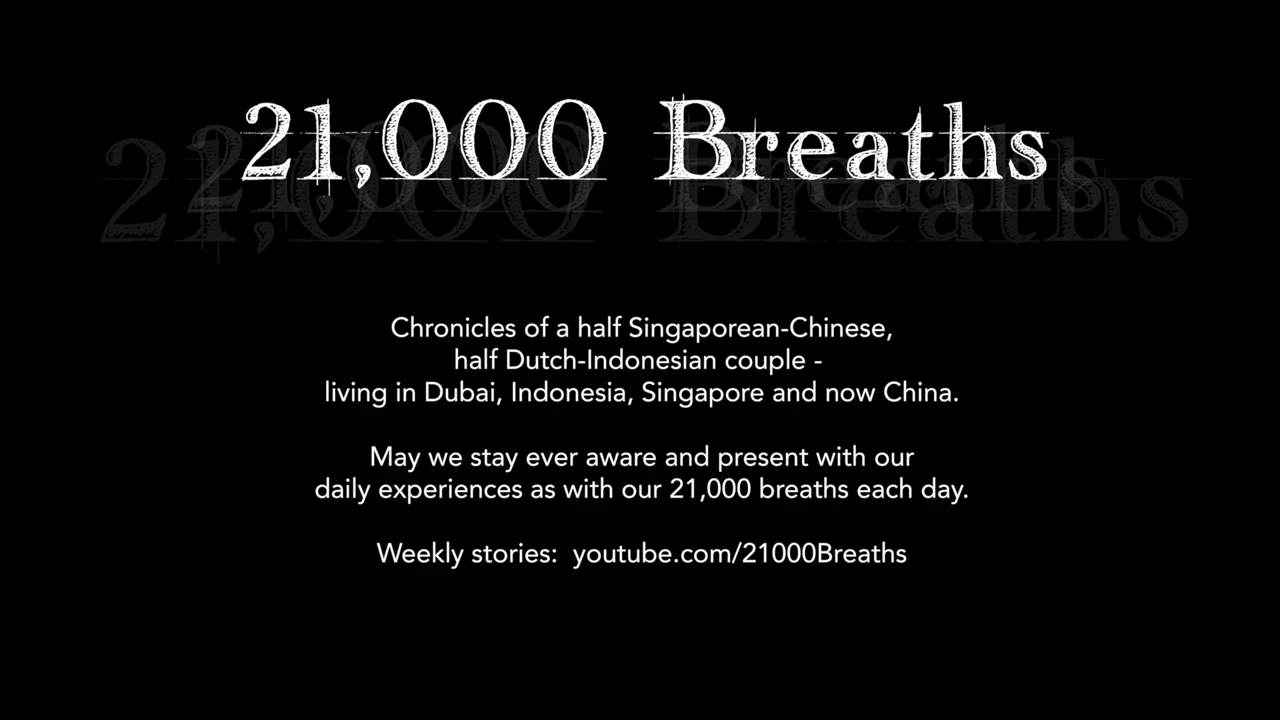 21,000 Breaths
Chronicles of a half Singaporean-Chinese,
half Dutch-Indonesian couple -
living in Dubai, Indonesia, Singapore and now China.
May we stay ever aware and present with our
daily experiences as with our 21,000 breaths each day.
Weekly stories:  youtube.com/21000Breaths